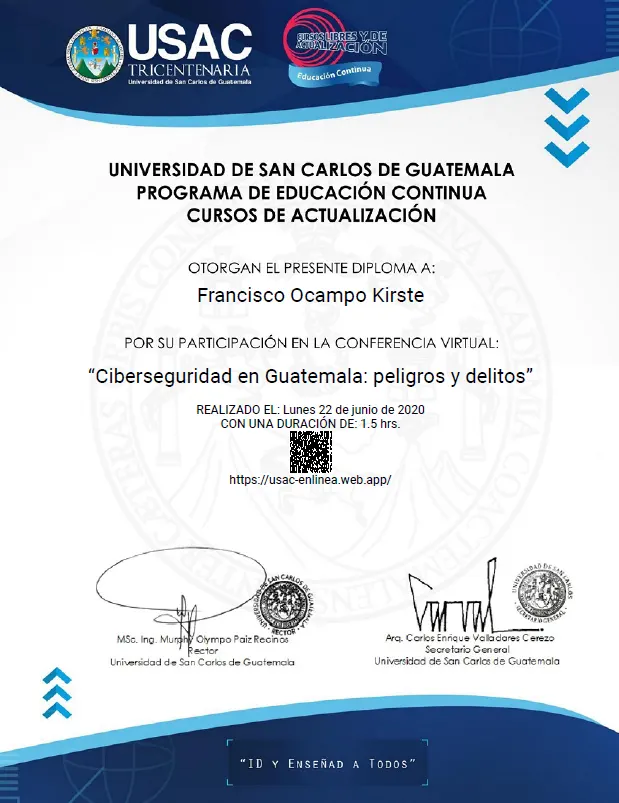 USAC
TRICENTENARIA
Universidad de San Carlos de Guatemala
CURSOS LIBRES Y DE
ACTUALIZACIÓN
Educación Continua
UNIVERSIDAD DE SAN CARLOS DE GUATEMALA
PROGRAMA DE EDUCACIÓN CONTINUA
CURSOS DE ACTUALIZACIÓN
OTORGAN EL PRESENTE DIPLOMA A:
Francisco Ocampo Kirste
POR SU PARTICIPACIÓN EN LA CONFERENCIA VIRTUAL:
“Ciberseguridad en Guatemala: peligros y delitos”
REALIZADO EL: Lunes 22 de junio de 2020
CON UNA DURACIÓN DE: 1.5 hrs.
https://usac-enlinea.web.app/
MSc. Ing. Murphy Olympo Paiz Recinos
Rector
Universidad de San Carlos de Guatemala
UNIVERSIDAD DE SAN CARLOS DE GUATEMALA
RECTOR
Arq. Carlos Enrique Valladares Cerezo
Secretario General
Universidad de San Carlos de Guatemala
UNIVERSIDAD DE SAN CARLOS
SECRETARIO GENERAL
“ID Y ENSEÑAD A TODOS”